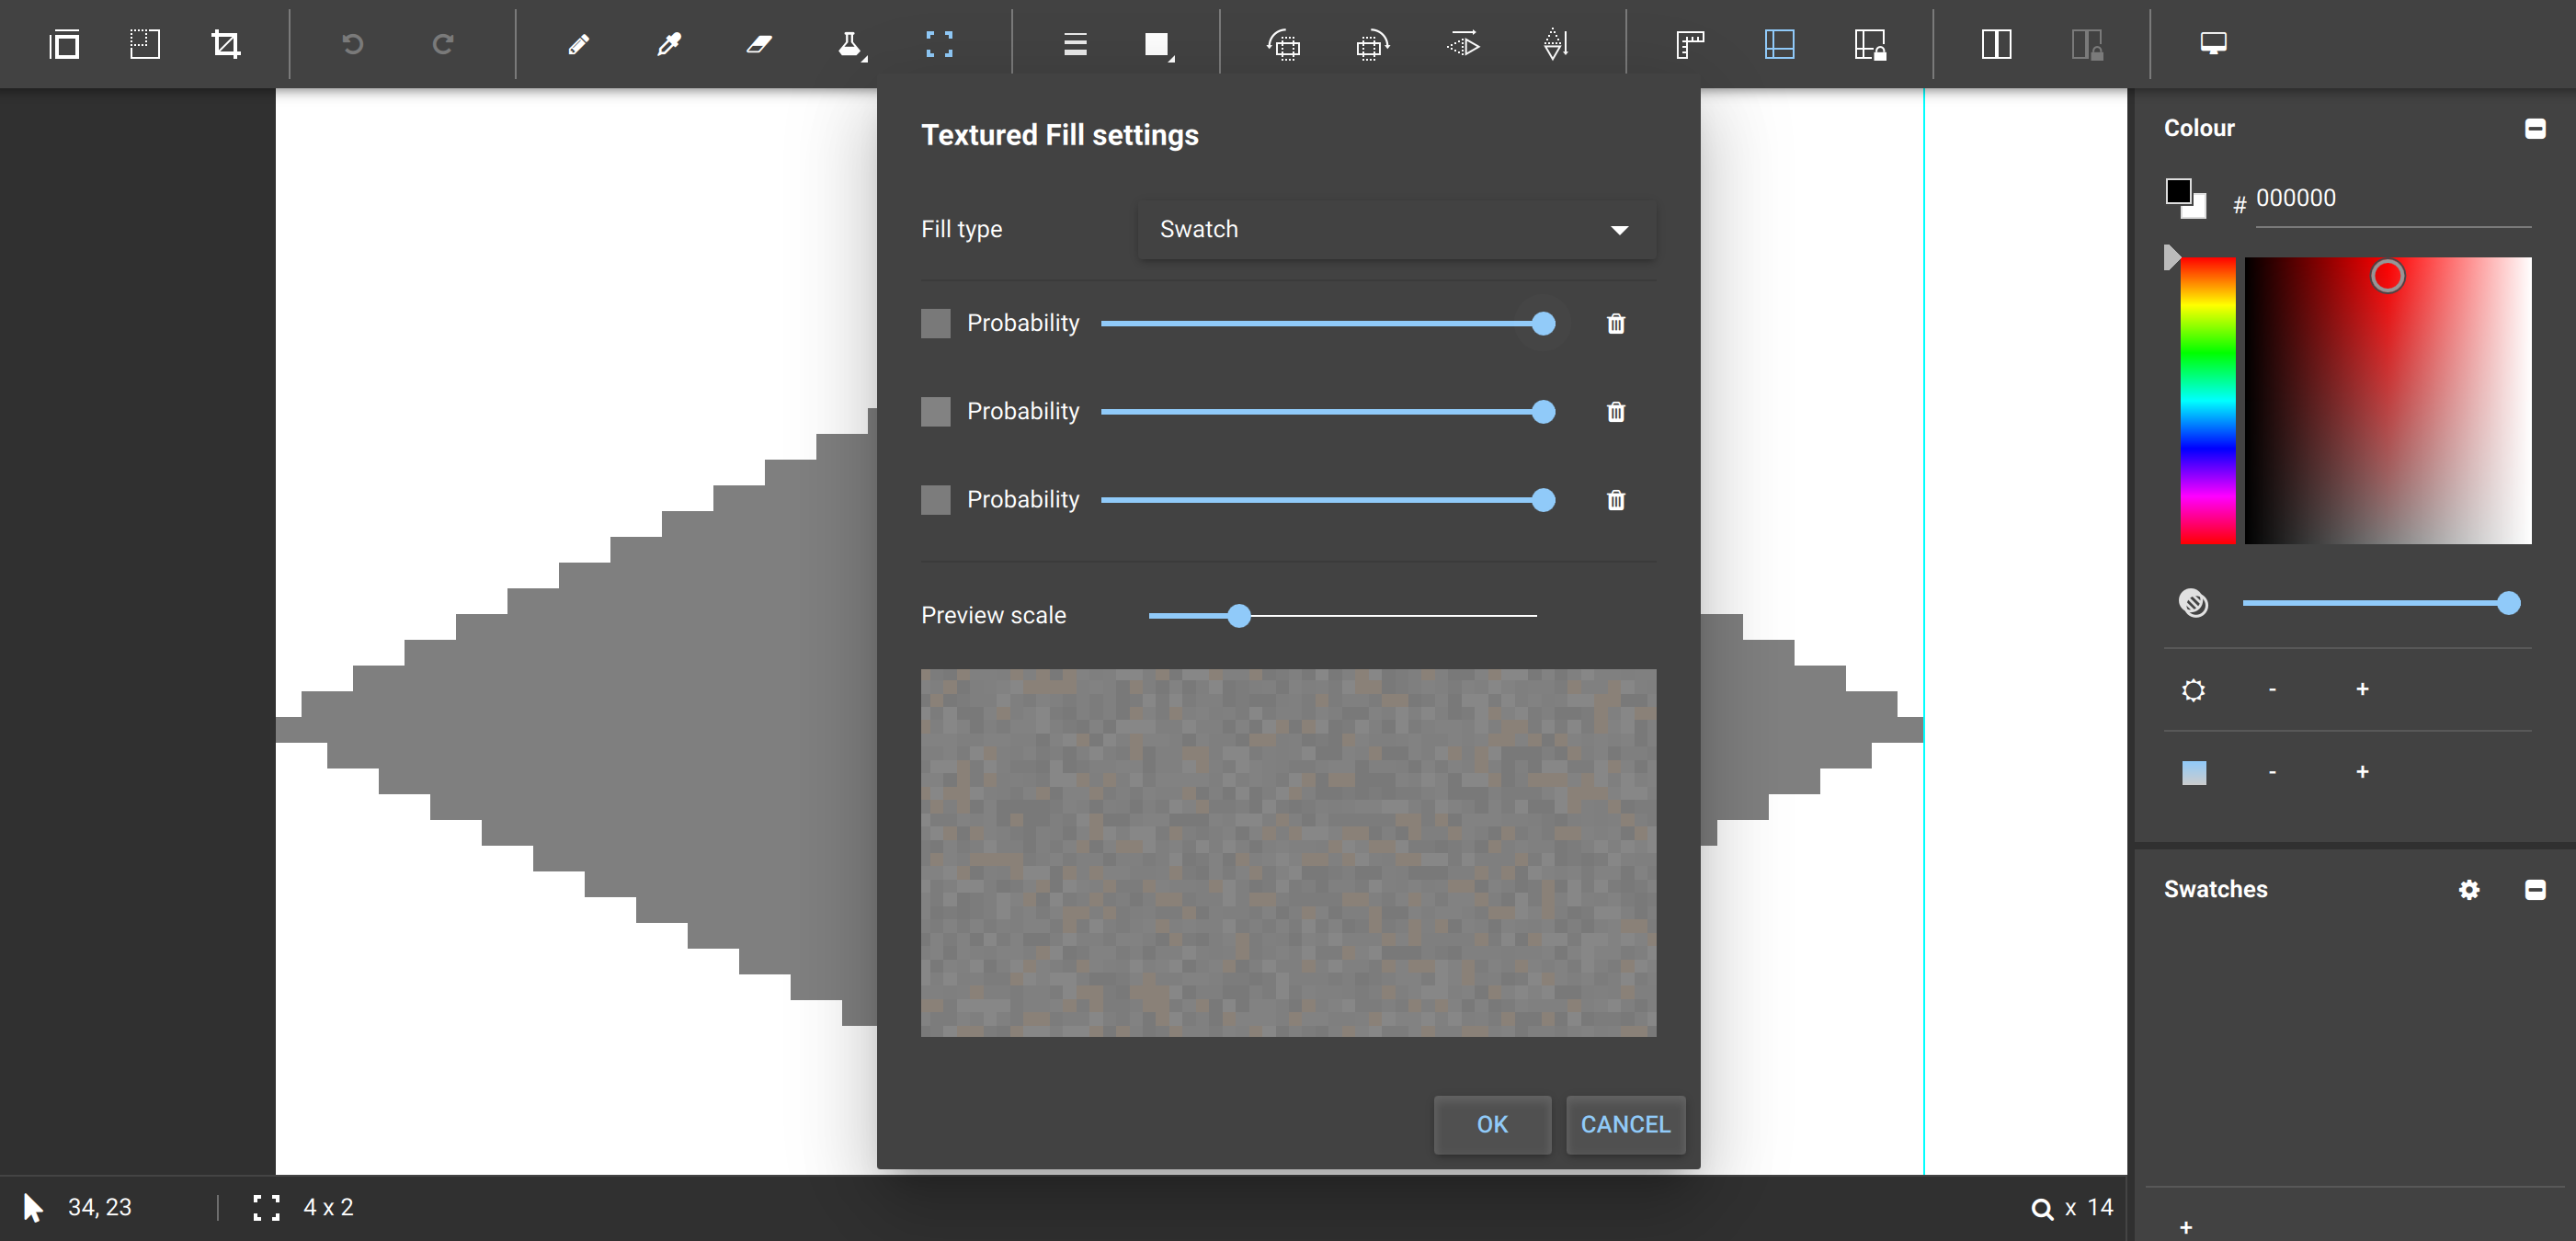 Textured Fill settings
Fill type
Swatch
Probability
Probability
Probability
Preview scale
OK
CANCEL
Colour
# 000000
- +
- +
Swatches
+
34, 23
4 x 2
x 14